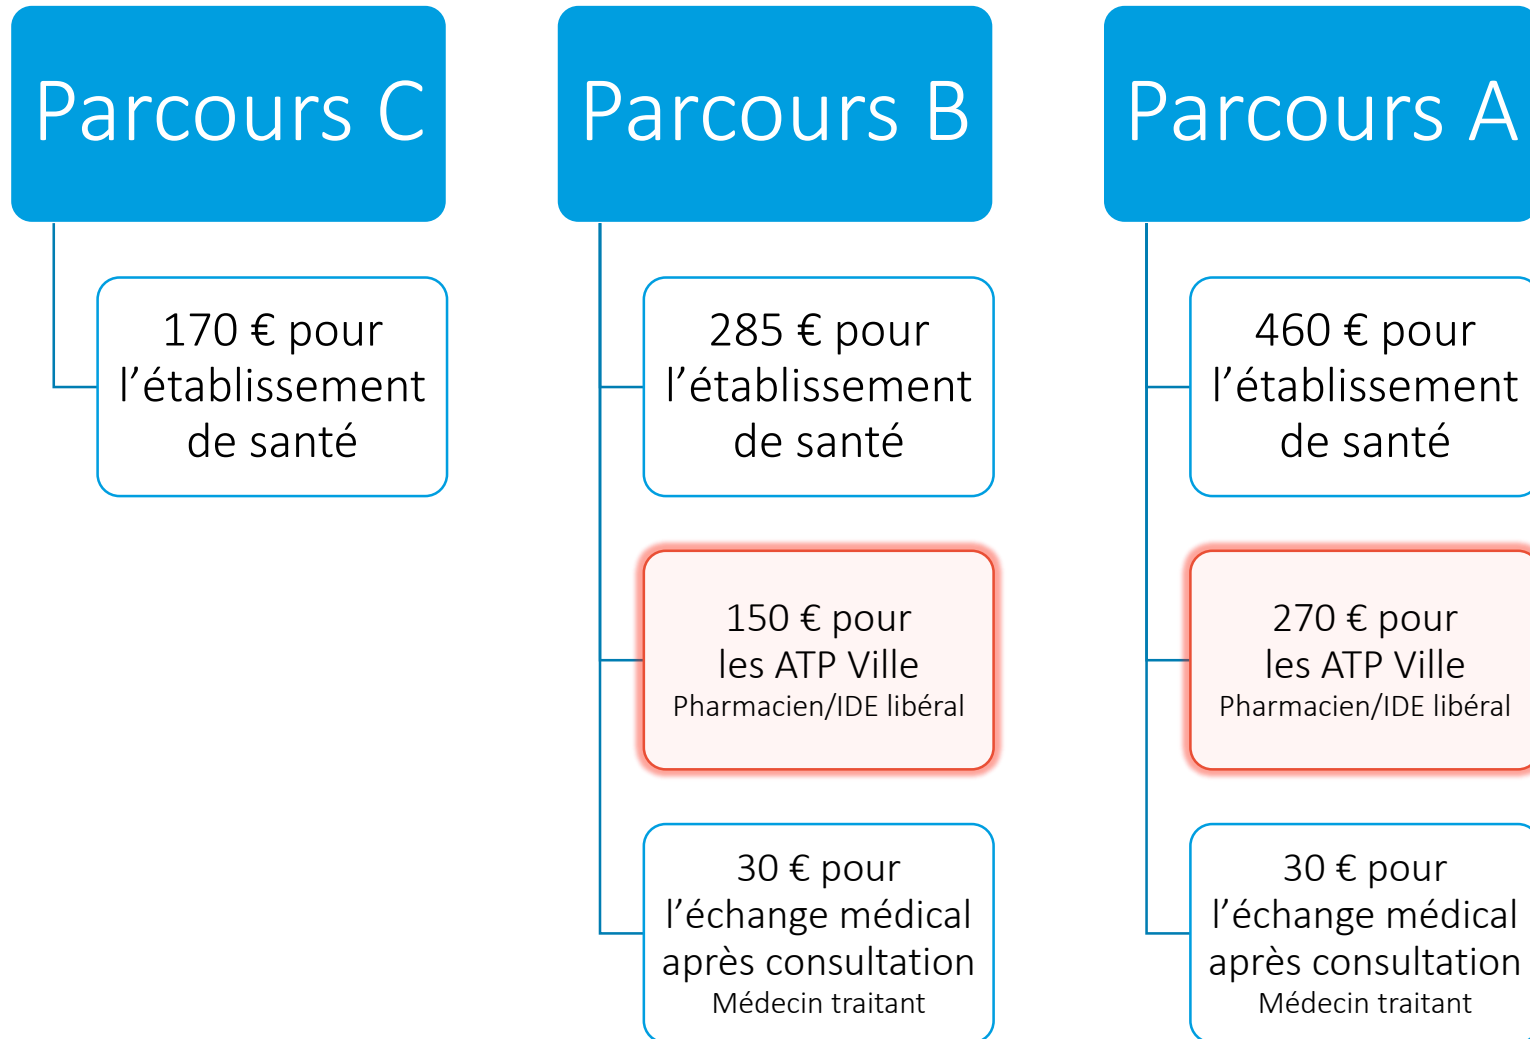 Parcours C
170 € pour
l’établissement
de santé
Parcours B
285 € pour
l’établissement
de santé
150 € pour
les ATP Ville
Pharmacien/IDE libéral
30 € pour
l’échange médical
après consultation
Médecin traitant
Parcours A
460 € pour
l’établissement
de santé
270 € pour
les ATP Ville
Pharmacien/IDE libéral
30 € pour
l’échange médical
après consultation
Médecin traitant